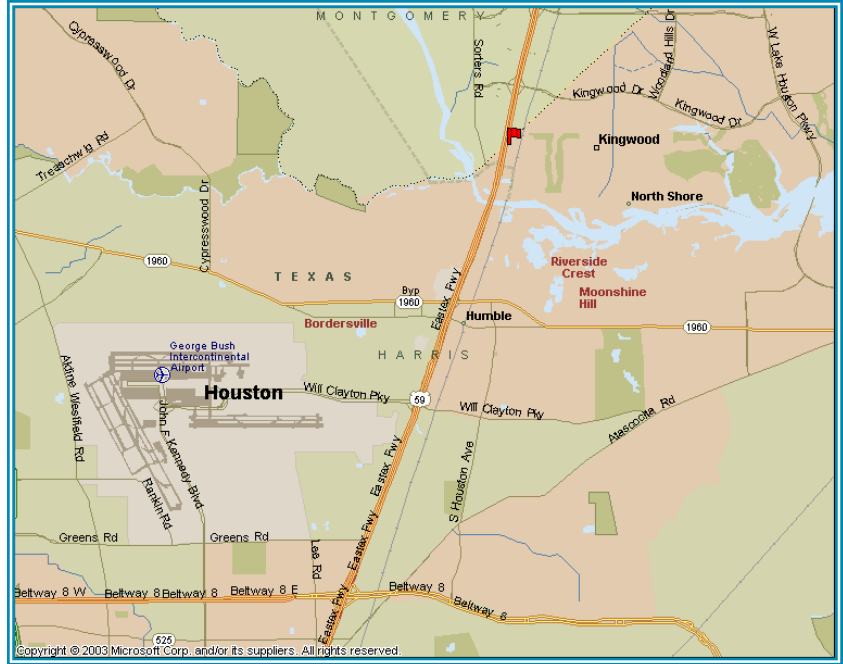 MONTGOMERY
Cypresswood Dr
Sorters Rd
Woodland Hills Dr
W Lake Houston Pkwy
Kingwood Dr
Kingwood Dr
Kingwood
Treaschwig Rd
Cypresswood Dr
North Shore
1960
Riverside
Crest
TEXAS
Moonshine
Hill
Byp
1960
Eastex Fwy
Bordersville
Humble
1960
George Bush
Intercontinental
Airport
HARRIS
Aldine Westfield Rd
Houston
Will Clayton Pky
59
Will Clayton Pky
Atascocita Rd
John F Kennedy Blvd
Rankin Rd
Eastex Fwy
S Houston Ave
Greens Rd
Greens Rd
Lee Rd
Eastex Fwy
Beltway 8 W
Beltway 8
Beltway 8
Beltway 8 E
Beltway 8
Beltway 8
Eastex Fwy
525
Copyright © 2003 Microsoft Corp. and/or its suppliers. All rights reserved.